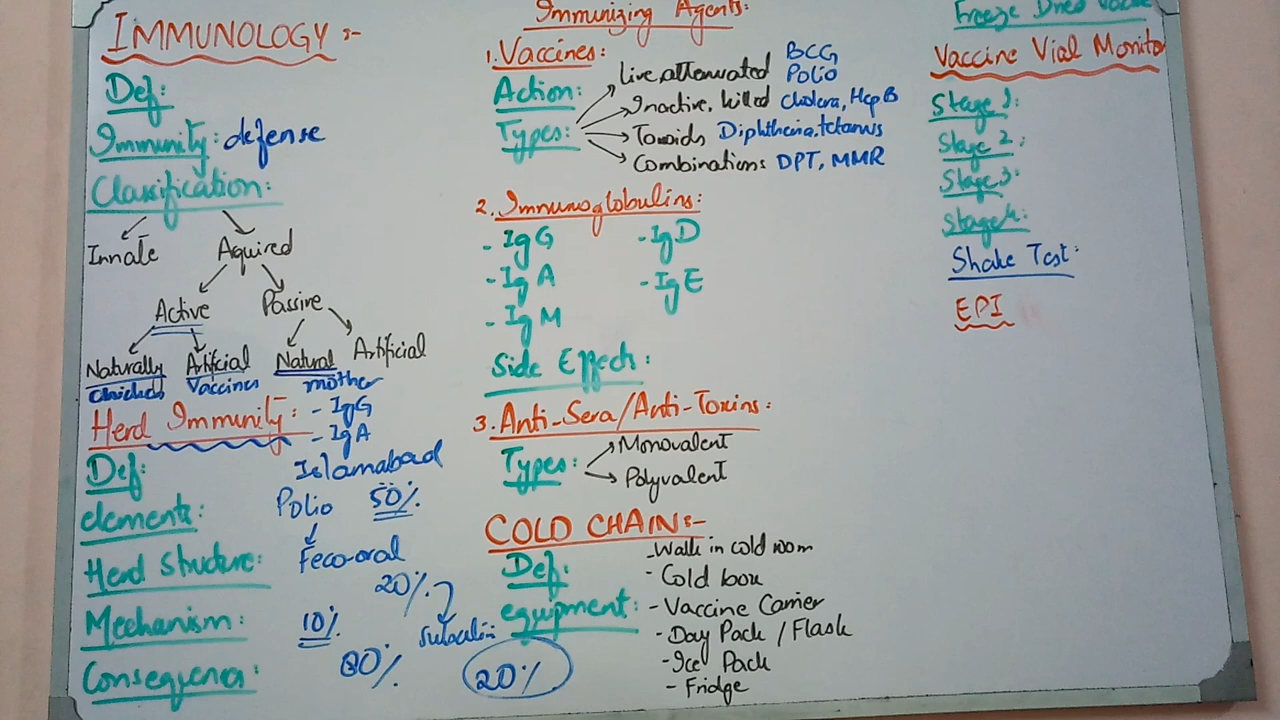 IMMUNOLOGY :-
Def:
Immunity: defense
Classification:
Innate Aquired
Active Passive
Naturally Artificial Natural Artificial
Vaccines mother
Herd Immunity: - IgG
- IgA
Def: Islamabad
elements: Polio 50%
Herd Structure: Feco-oral
20%
Mechanism: 10%
Consequence: 80% 20%
Immunizing Agents:
1. Vaccines:
Action: Live, attenuated BCG Polio
Types: Inactive, killed Cholera, Hep B
Toxoids Diphtheria, tetanus
Combinations DPT, MMR
2. Immunoglobulins:
- IgG - IgD
- IgA - IgE
- IgM
Side Effect:
3. Anti-Sera/Anti-Toxins:
Types: Monovalent
Polyvalent
COLD CHAIN:-
Def: - Walk in cold room
- Cold box
equipment: - Vaccine Carrier
- Day Pack / Flask
- Ice Pack
- Fridge
Freeze Dried
Vaccine Vial Monitor
Stage 1:
Stage 2:
Stage 3:
Stage 4:
Shake Test:
EPI